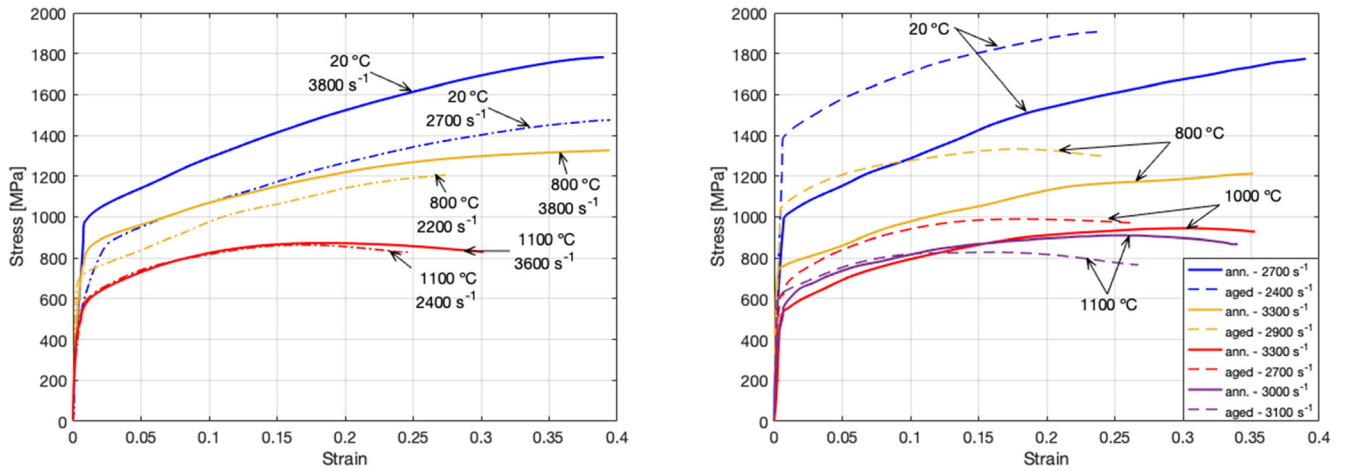 2000
1800
1600
1400
1200
1000
800
600
400
200
0
Stress [MPa]
0
0.05
0.1
0.15
0.2
0.25
0.3
0.35
0.4
Strain
20 °C
3800 s⁻¹
20 °C
2700 s⁻¹
800 °C
3800 s⁻¹
800 °C
2200 s⁻¹
1100 °C
3600 s⁻¹
1100 °C
2400 s⁻¹
2000
1800
1600
1400
1200
1000
800
600
400
200
0
Stress [MPa]
0
0.05
0.1
0.15
0.2
0.25
0.3
0.35
0.4
Strain
20 °C
800 °C
1000 °C
1100 °C
ann. - 2700 s⁻¹
aged - 2400 s⁻¹
ann. - 3300 s⁻¹
aged - 2900 s⁻¹
ann. - 3300 s⁻¹
aged - 2700 s⁻¹
ann. - 3000 s⁻¹
aged - 3100 s⁻¹